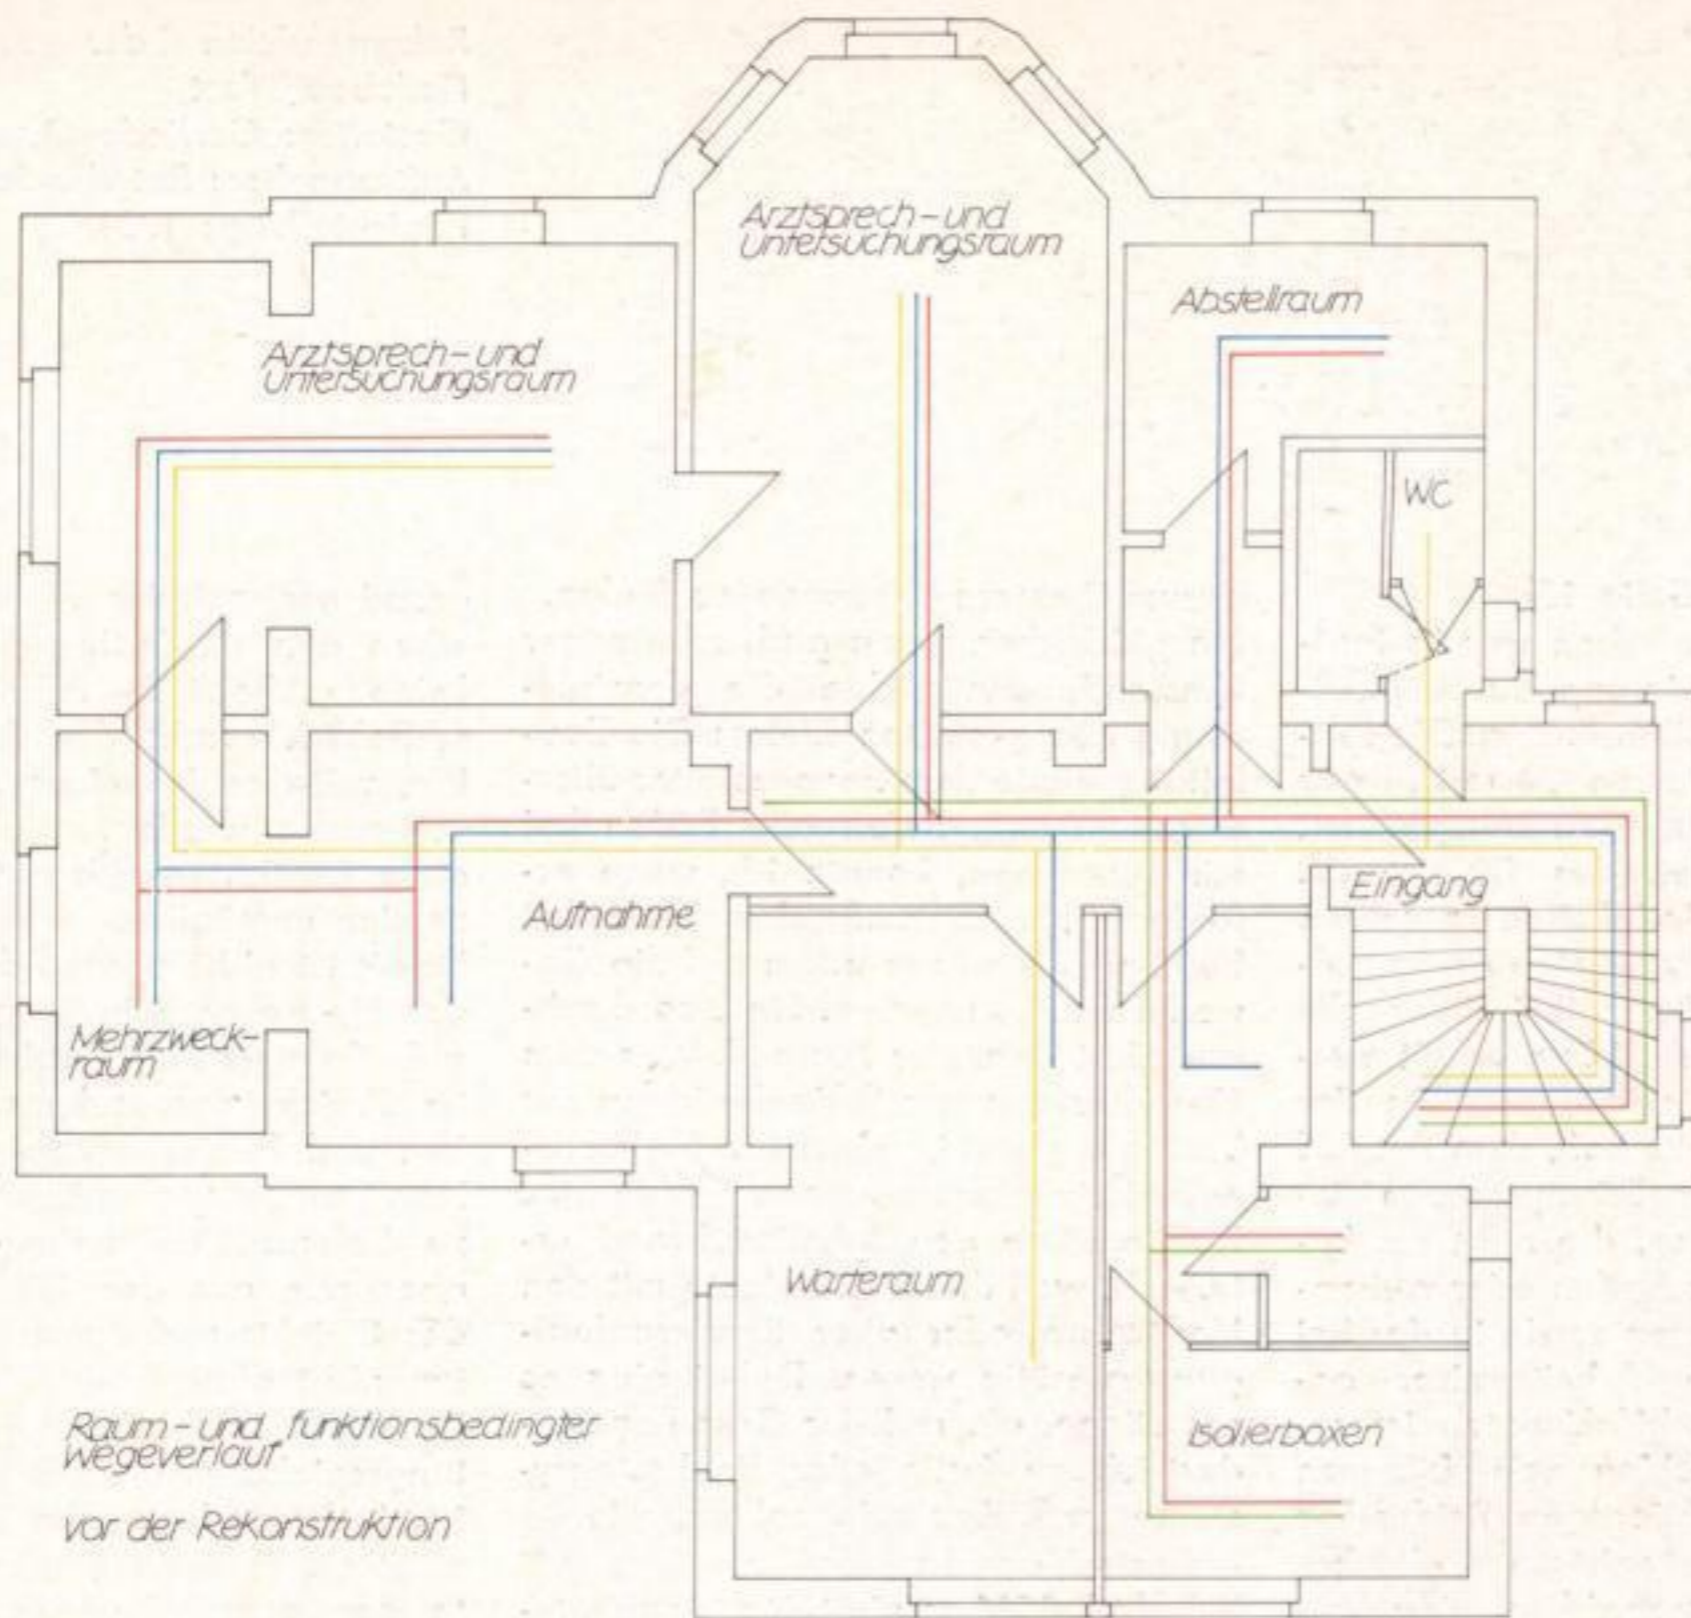 Arztsprech-und
Untersuchungsraum
Abstellraum
Arztsprech-und
Untersuchungsraum
WC
Eingang
Aufnahme
Mehrzweck-
raum
Warteraum
Isolierboxen
Raum-und funktionsbedingter
Wegeverlauf
vor der Rekonstruktion